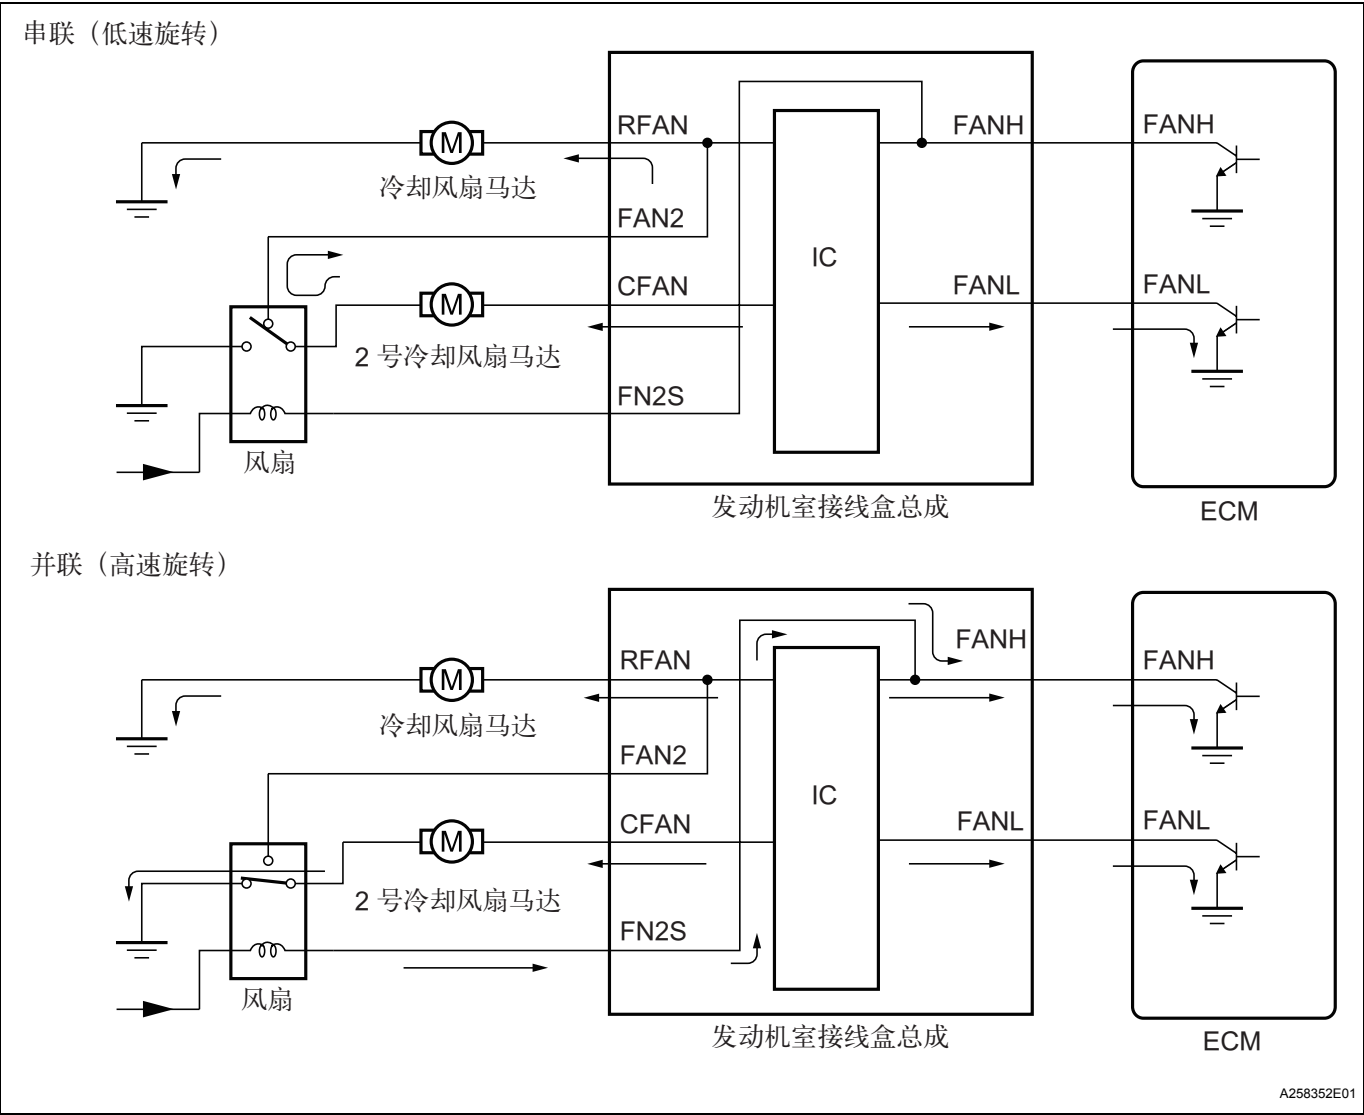 串联（低速旋转）
RFAN
FANH
FANH
M
冷却风扇马达
FAN2
IC
CFAN
FANL
FANL
M
2 号冷却风扇马达
FN2S
风扇
发动机室接线盒总成
ECM
并联（高速旋转）
RFAN
FANH
FANH
M
冷却风扇马达
FAN2
IC
CFAN
FANL
FANL
M
2 号冷却风扇马达
FN2S
风扇
发动机室接线盒总成
ECM
A258352E01